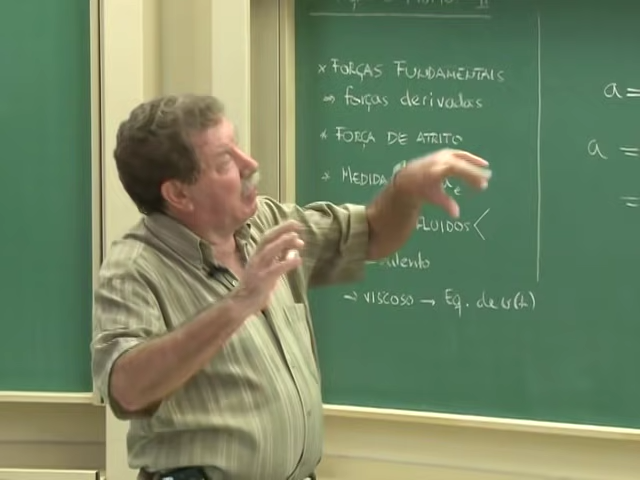 * FORÇAS FUNDAMENTAIS
⇒ forças derivadas
* FORÇA DE ATRITO
* MEDIDA
FLUIDOS <
→ VISCOSO → Eq. de v(t)
a =
a =
=